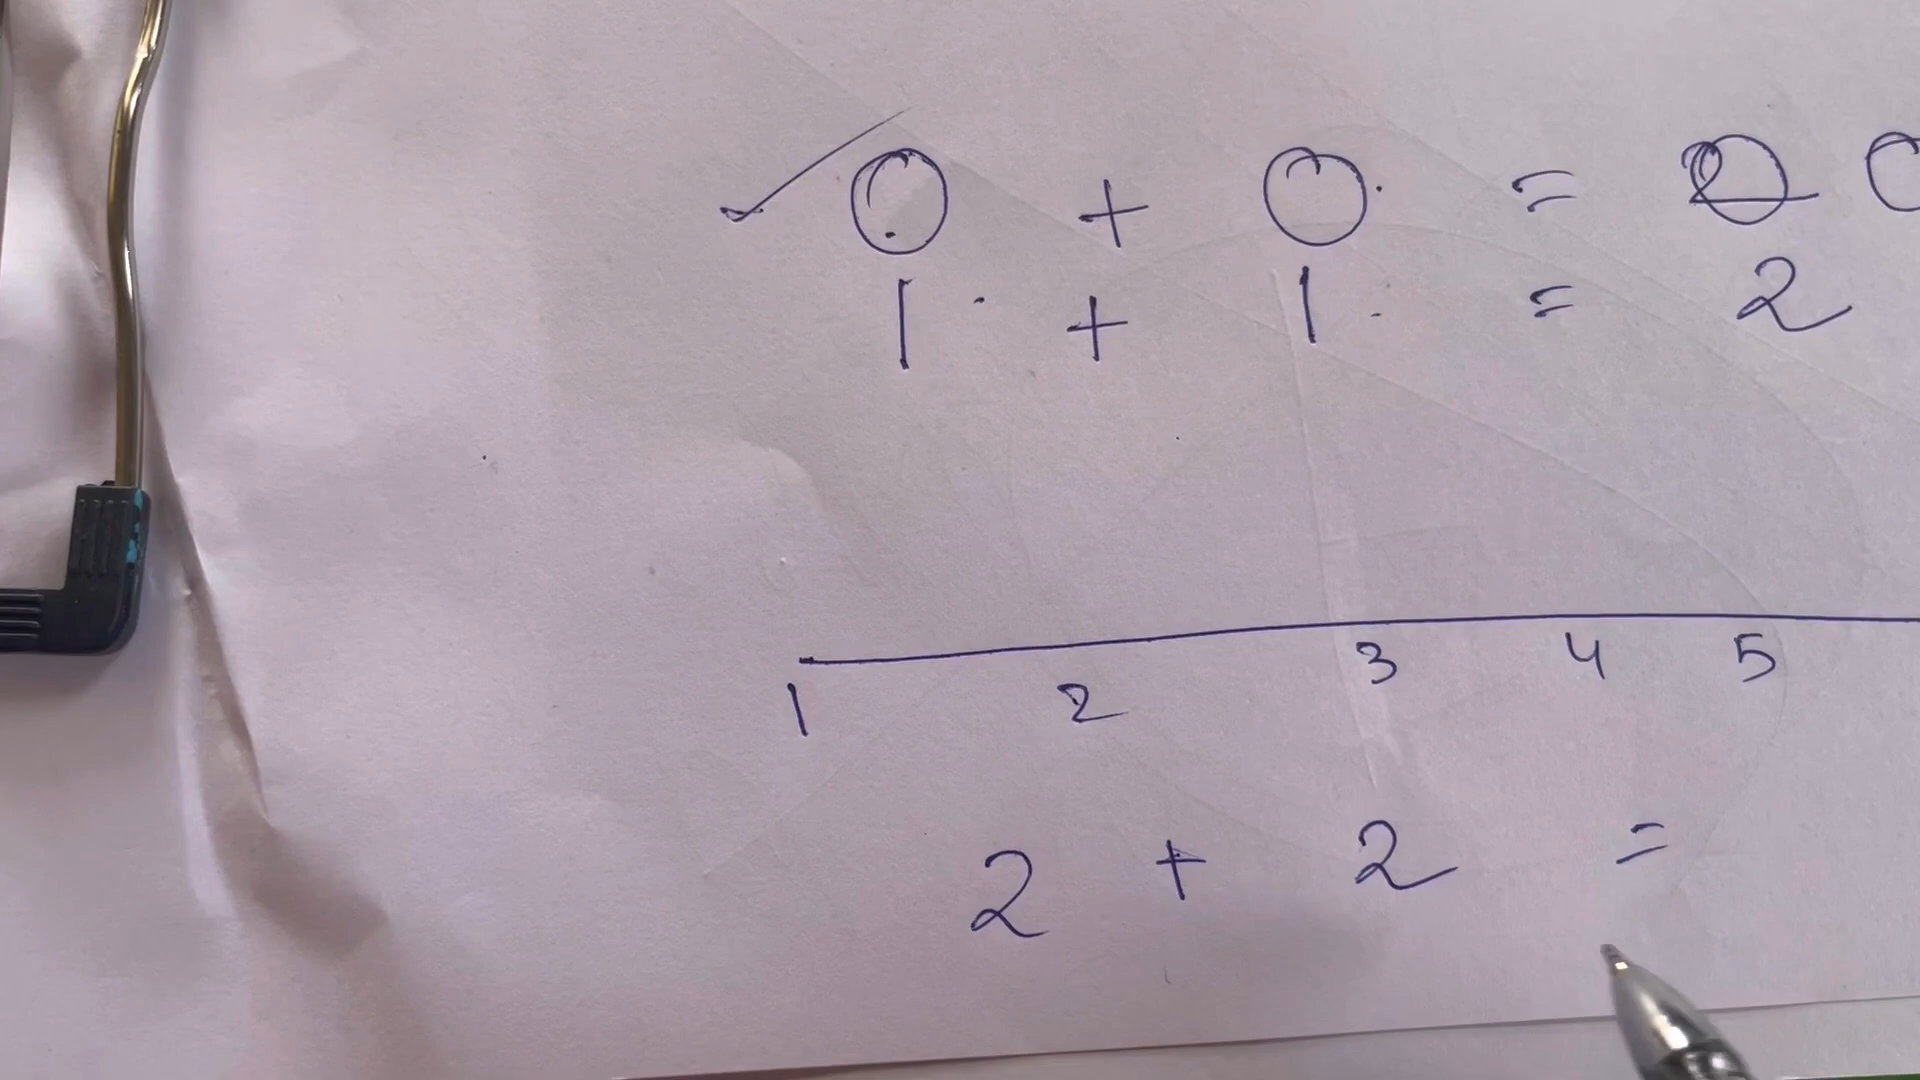 + =
1 + 1 = 2
1 2 3 4 5
2 + 2 =